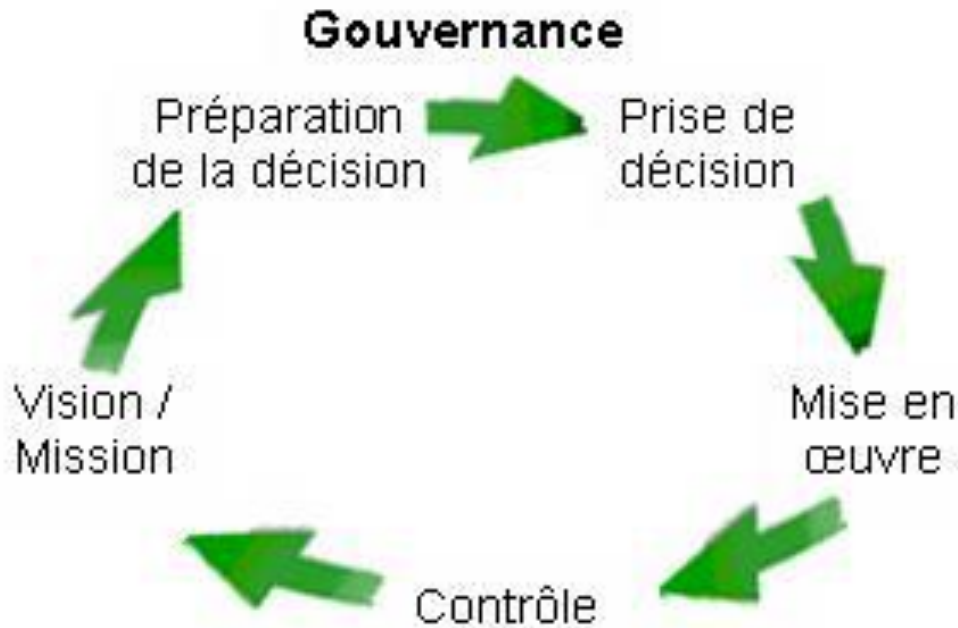 Gouvernance
Préparation
de la décision
Prise de
décision
Mise en
œuvre
Contrôle
Vision /
Mission